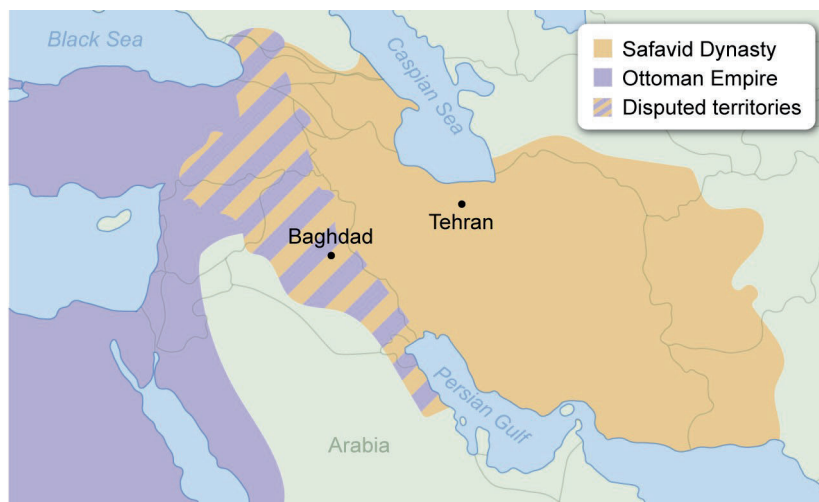 Black Sea
Caspian Sea
Safavid Dynasty
Ottoman Empire
Disputed territories
Tehran
Baghdad
Persian Gulf
Arabia